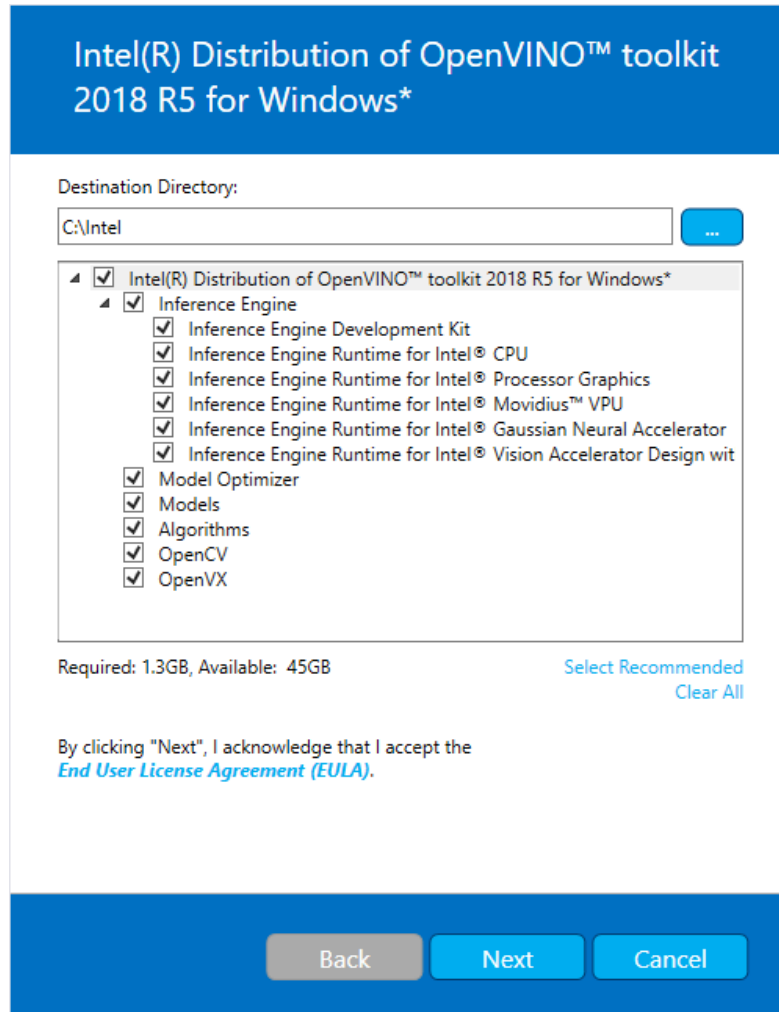 Intel(R) Distribution of OpenVINO™ toolkit
2018 R5 for Windows*
Destination Directory:
C:\Intel
...
Intel(R) Distribution of OpenVINO™ toolkit 2018 R5 for Windows*
Inference Engine
Inference Engine Development Kit
Inference Engine Runtime for Intel® CPU
Inference Engine Runtime for Intel® Processor Graphics
Inference Engine Runtime for Intel® Movidius™ VPU
Inference Engine Runtime for Intel® Gaussian Neural Accelerator
Inference Engine Runtime for Intel® Vision Accelerator Design wit
Model Optimizer
Models
Algorithms
OpenCV
OpenVX
Required: 1.3GB, Available: 45GB
Select Recommended
Clear All
By clicking "Next", I acknowledge that I accept the
End User License Agreement (EULA).
Back
Next
Cancel